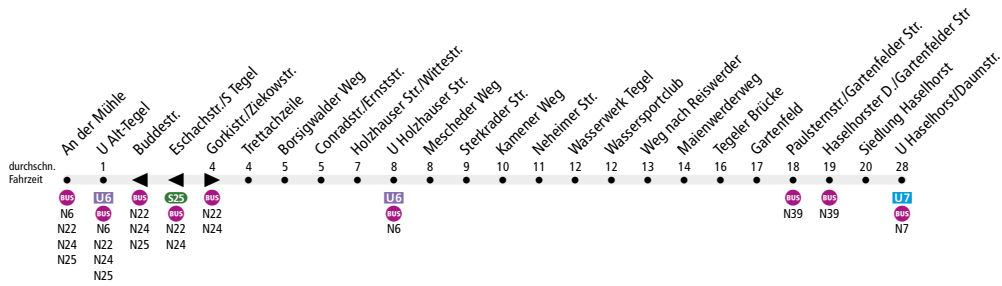 An der Mühle
U Alt-Tegel
Buddestr.
Eschachstr./S Tegel
Gorkistr./Ziekowstr.
Trettachzeile
Borsigwalder Weg
Conradstr./Ernststr.
Holzhauser Str./Wittestr.
U Holzhauser Str.
Mescheder Weg
Sterkrader Str.
Kamener Weg
Neheimer Str.
Wasserwerk Tegel
Wassersportclub
Weg nach Reiswerder
Maienwerderweg
Tegeler Brücke
Gartenfeld
Paulsternstr./Gartenfelder Str.
Haselhorster D./Gartenfelder Str
Siedlung Haselhorst
U Haselhorst/Daumstr.
durchschn. 1 4 4 5 5 7 8 8 9 10 11 12 12 13 14 16 17 18 19 20 28
Fahrzeit
BUS U6 BUS S25 BUS U6 BUS BUS U7
N6 BUS N22 BUS N22 BUS N39 N39 BUS
N22 N6 N24 N22 N24 N6 N7
N24 N22 N25 N24
N25 N24
N25